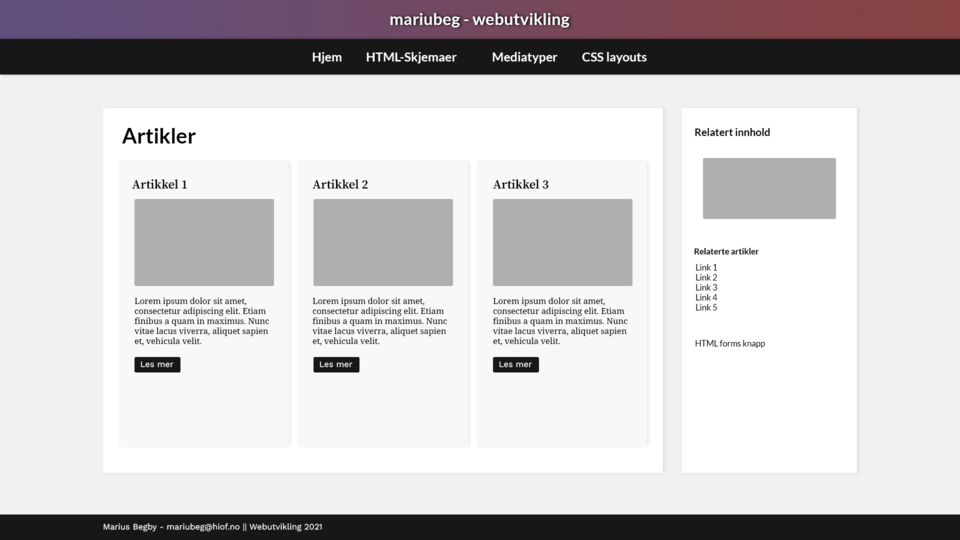 mariubeg - webutvikling
Hjem HTML-Skjemaer Mediatyper CSS layouts
Artikler
Artikkel 1
Lorem ipsum dolor sit amet,
consectetur adipiscing elit. Etiam
finibus a quam in maximus. Nunc
vitae lacus viverra, aliquet sapien
et, vehicula velit.
Les mer
Artikkel 2
Lorem ipsum dolor sit amet,
consectetur adipiscing elit. Etiam
finibus a quam in maximus. Nunc
vitae lacus viverra, aliquet sapien
et, vehicula velit.
Les mer
Artikkel 3
Lorem ipsum dolor sit amet,
consectetur adipiscing elit. Etiam
finibus a quam in maximus. Nunc
vitae lacus viverra, aliquet sapien
et, vehicula velit.
Les mer
Relatert innhold
Relaterte artikler
Link 1
Link 2
Link 3
Link 4
Link 5
HTML forms knapp
Marius Begby - mariubeg@hiof.no || Webutvikling 2021